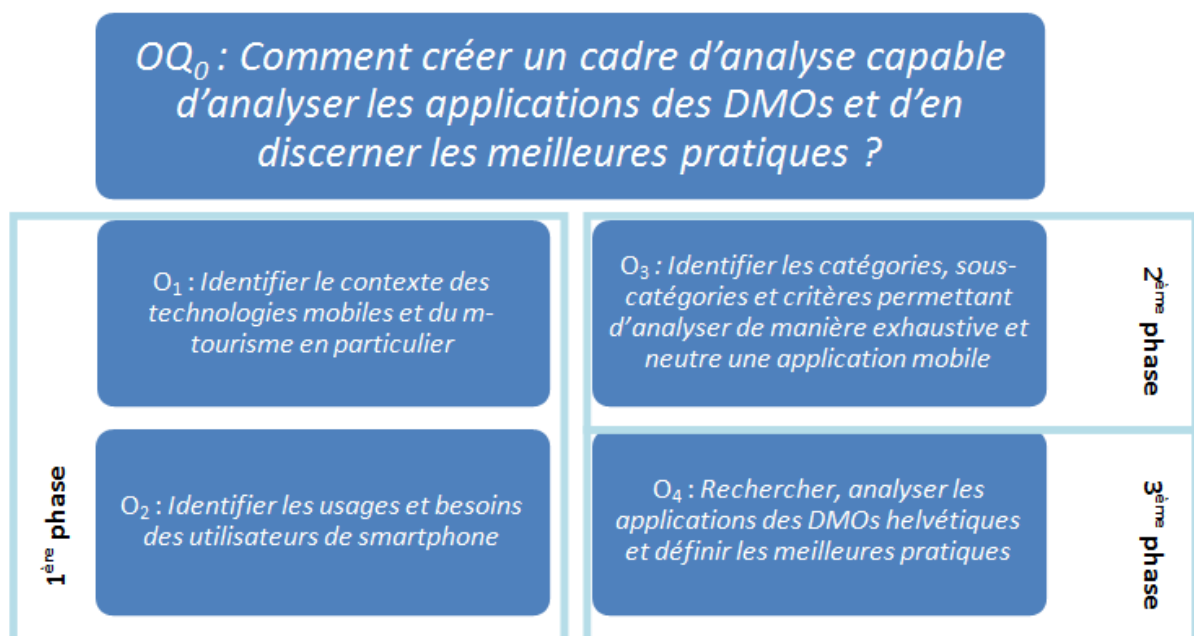 OQ₀ : Comment créer un cadre d’analyse capable
d’analyser les applications des DMOs et d’en
discerner les meilleures pratiques ?
O₁ : Identifier le contexte des
technologies mobiles et du m-
tourisme en particulier
O₂ : Identifier les usages et besoins
des utilisateurs de smartphone
1ère phase
O₃ : Identifier les catégories, sous-
catégories et critères permettant
d’analyser de manière exhaustive et
neutre une application mobile
2ème phase
O₄ : Rechercher, analyser les
applications des DMOs helvétiques
et définir les meilleures pratiques
3ème phase